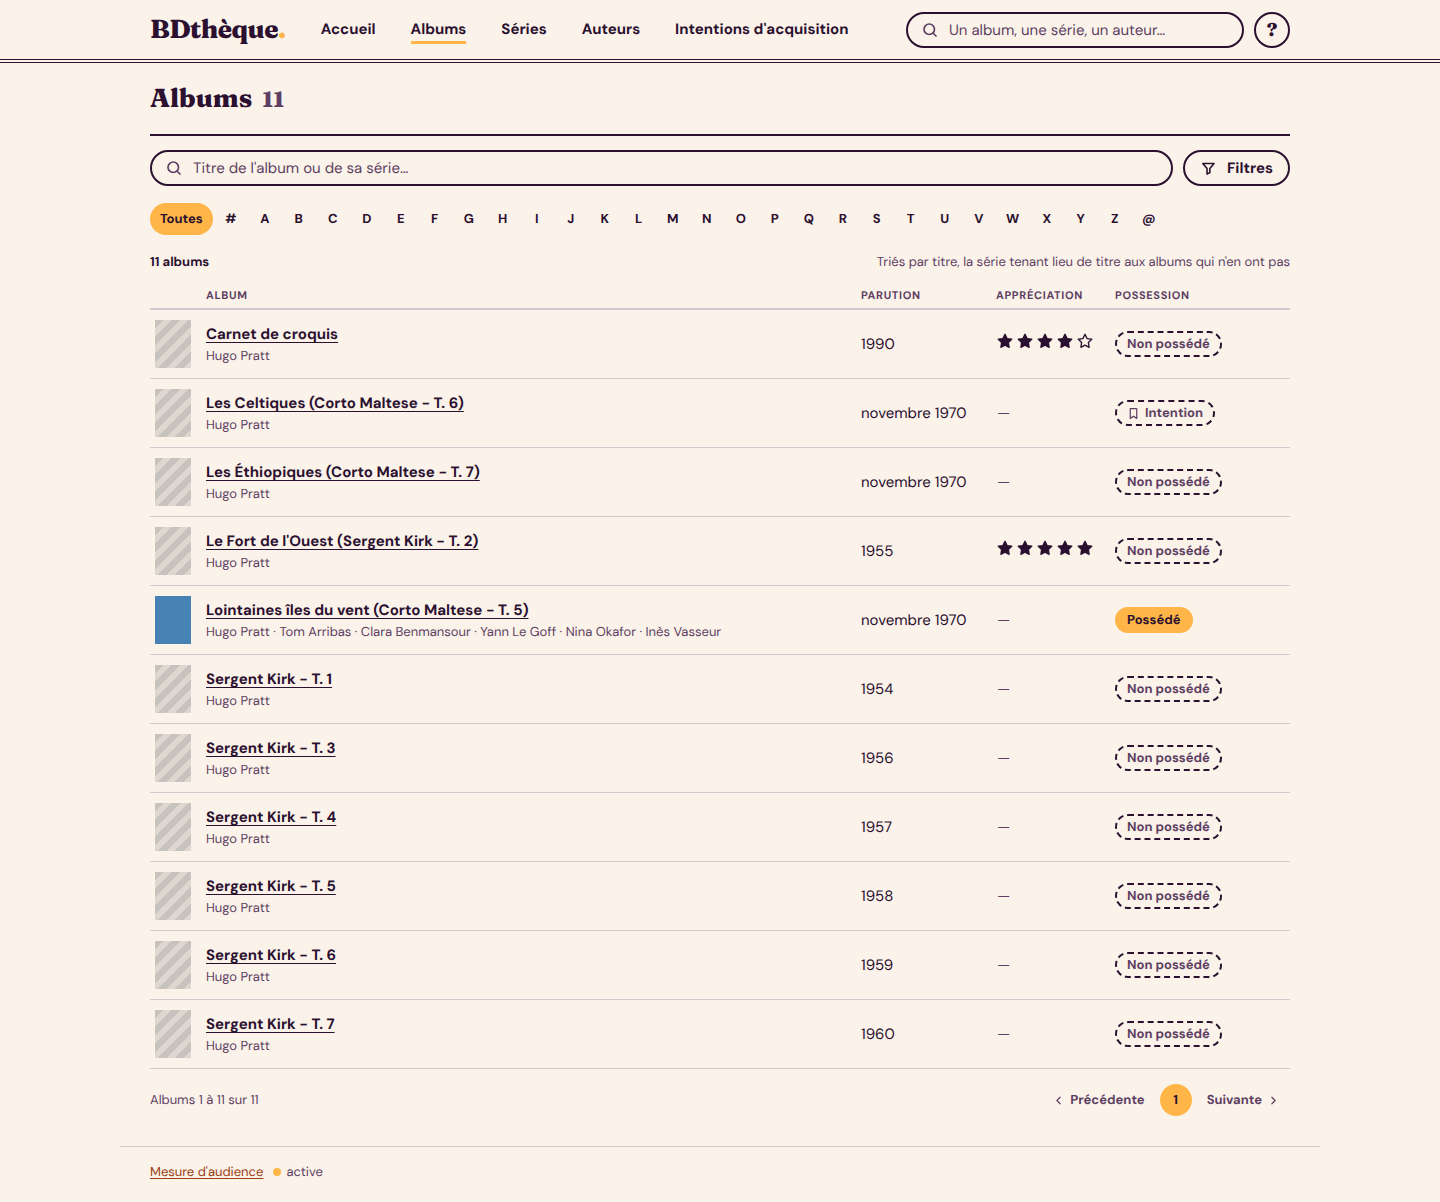 BDthèque. Accueil Albums Séries Auteurs Intentions d'acquisition Un album, une série, un auteur... ?
Albums 11
Titre de l'album ou de sa série... Filtres
Toutes # A B C D E F G H I J K L M N O P Q R S T U V W X Y Z @
11 albums Triés par titre, la série tenant lieu de titre aux albums qui n'en ont pas
ALBUM PARUTION APPRÉCIATION POSSESSION
Carnet de croquis
Hugo Pratt
1990 Non possédé
Les Celtiques (Corto Maltese - T. 6)
Hugo Pratt
novembre 1970 — Intention
Les Éthiopiques (Corto Maltese - T. 7)
Hugo Pratt
novembre 1970 — Non possédé
Le Fort de l'Ouest (Sergent Kirk - T. 2)
Hugo Pratt
1955 Non possédé
Lointaines îles du vent (Corto Maltese - T. 5)
Hugo Pratt · Tom Arribas · Clara Benmansour · Yann Le Goff · Nina Okafor · Inès Vasseur
novembre 1970 — Possédé
Sergent Kirk - T. 1
Hugo Pratt
1954 — Non possédé
Sergent Kirk - T. 3
Hugo Pratt
1956 — Non possédé
Sergent Kirk - T. 4
Hugo Pratt
1957 — Non possédé
Sergent Kirk - T. 5
Hugo Pratt
1958 — Non possédé
Sergent Kirk - T. 6
Hugo Pratt
1959 — Non possédé
Sergent Kirk - T. 7
Hugo Pratt
1960 — Non possédé
Albums 1 à 11 sur 11 Précédente 1 Suivante
Mesure d'audience active